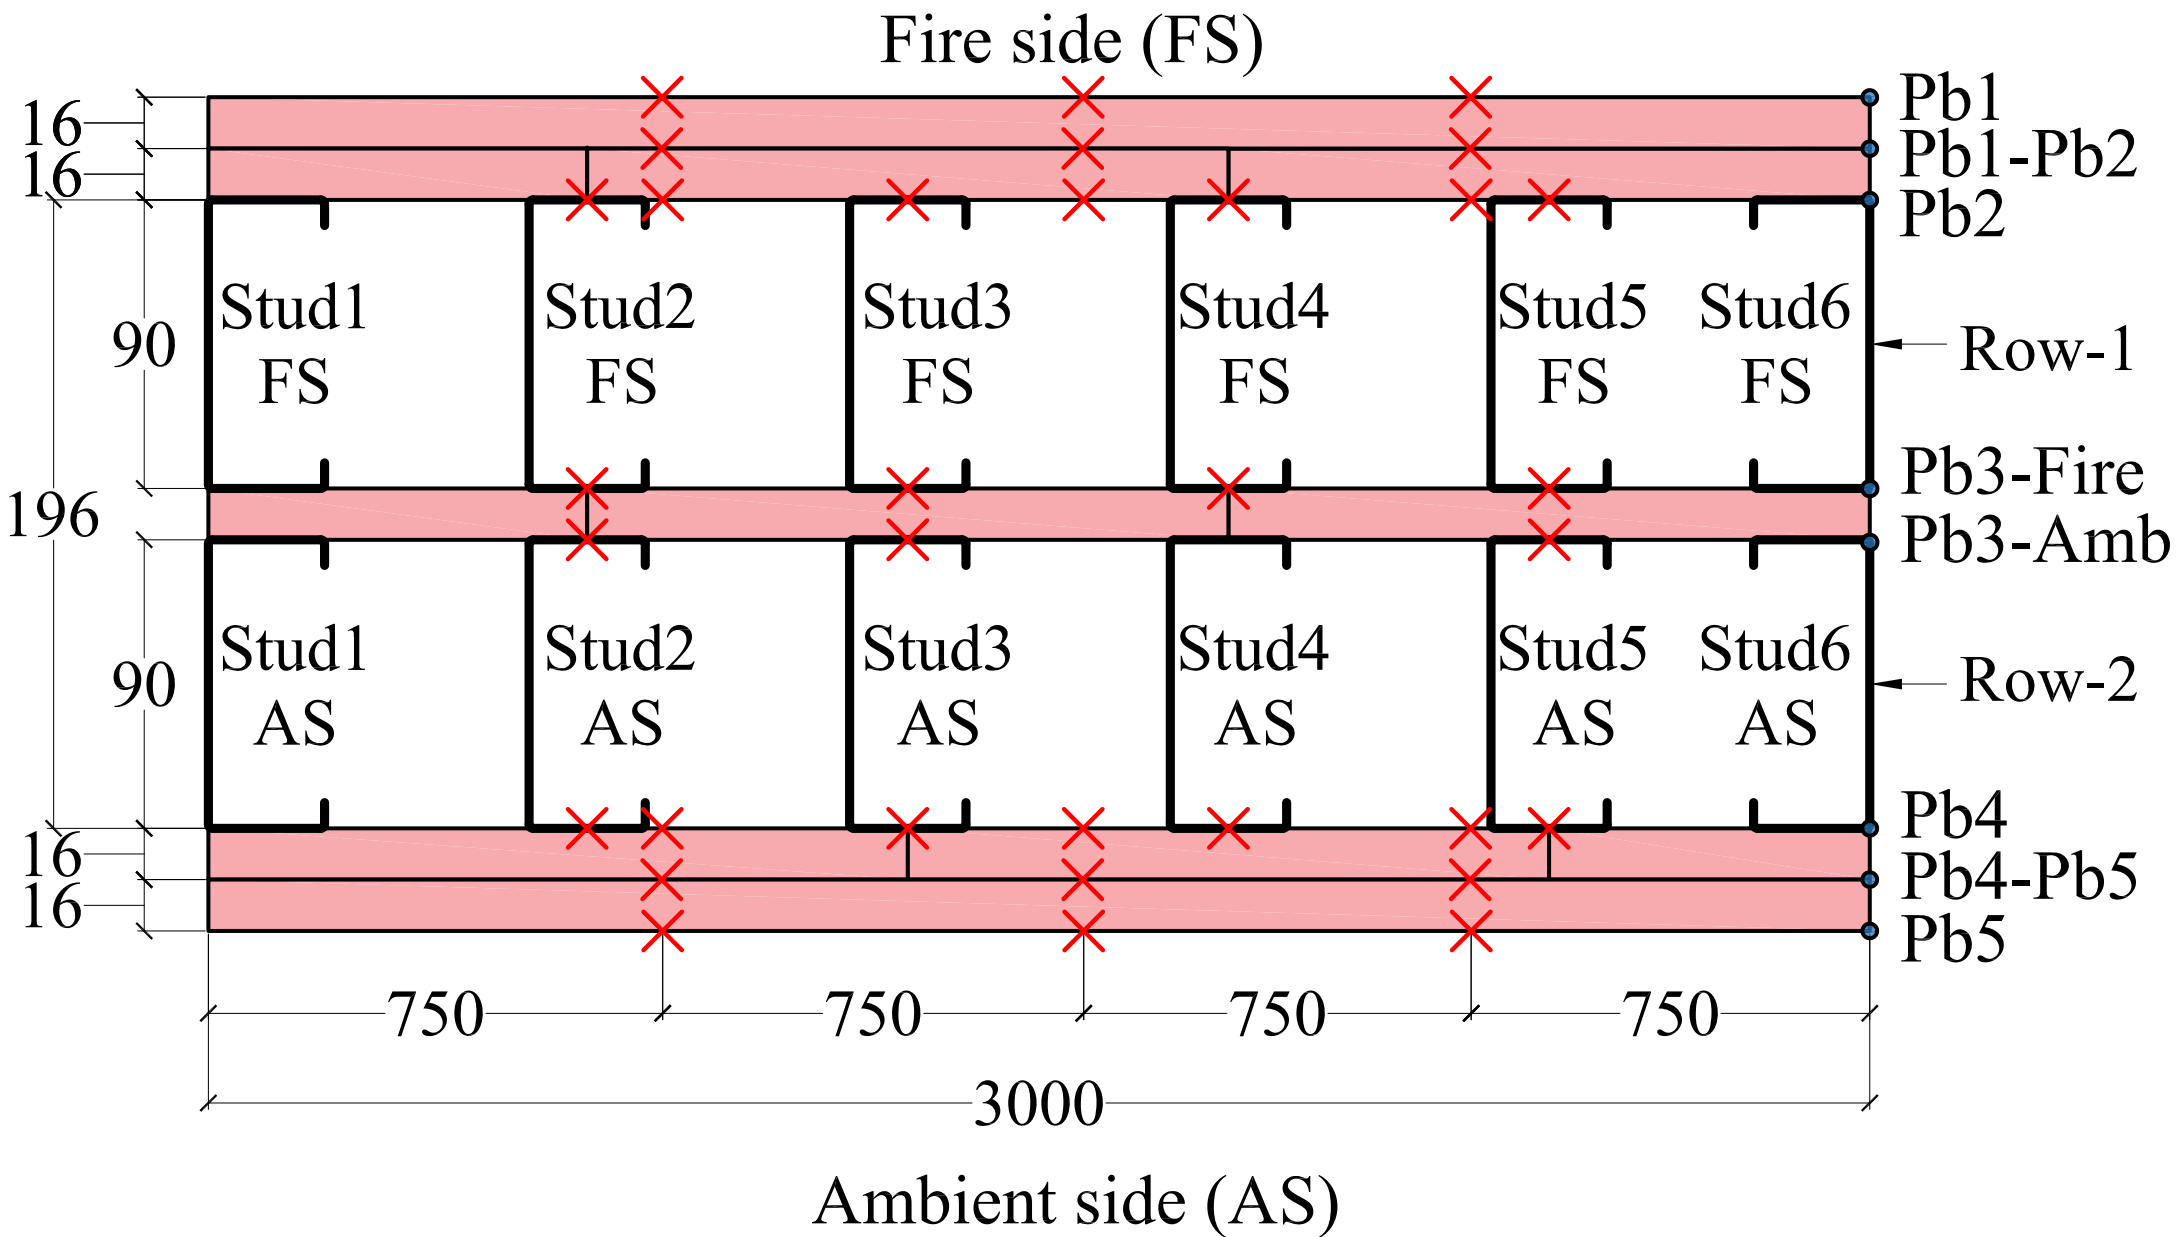 Fire side (FS)
16
Pb1
16
Pb1-Pb2
Pb2
Stud1 FS
Stud2 FS
Stud3 FS
Stud4 FS
Stud5 FS
Stud6 FS
90
Row-1
Pb3-Fire
196
Pb3-Amb
Stud1 AS
Stud2 AS
Stud3 AS
Stud4 AS
Stud5 AS
Stud6 AS
90
Row-2
Pb4
16
Pb4-Pb5
16
Pb5
750
750
750
750
3000
Ambient side (AS)